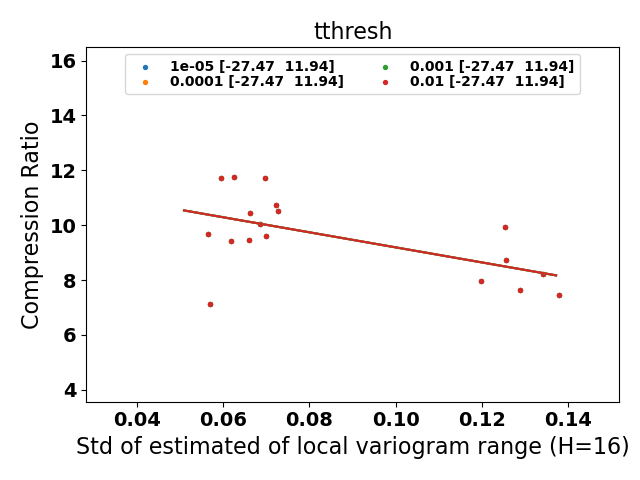 tthresh
1e-05 [-27.47  11.94]
0.0001 [-27.47  11.94]
0.001 [-27.47  11.94]
0.01 [-27.47  11.94]
Compression Ratio
16
14
12
10
8
6
4
0.04 0.06 0.08 0.10 0.12 0.14
Std of estimated of local variogram range (H=16)